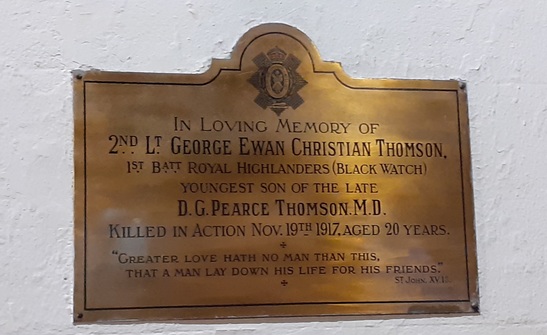 IN LOVING MEMORY OF
2ND LT GEORGE EWAN CHRISTIAN THOMSON,
1ST BATT ROYAL HIGHLANDERS (BLACK WATCH)
YOUNGEST SON OF THE LATE
D.G. PEARCE THOMSON. M.D.
KILLED IN ACTION NOV. 19TH 1917, AGED 20 YEARS.
"GREATER LOVE HATH NO MAN THAN THIS,
THAT A MAN LAY DOWN HIS LIFE FOR HIS FRIENDS."
ST JOHN.